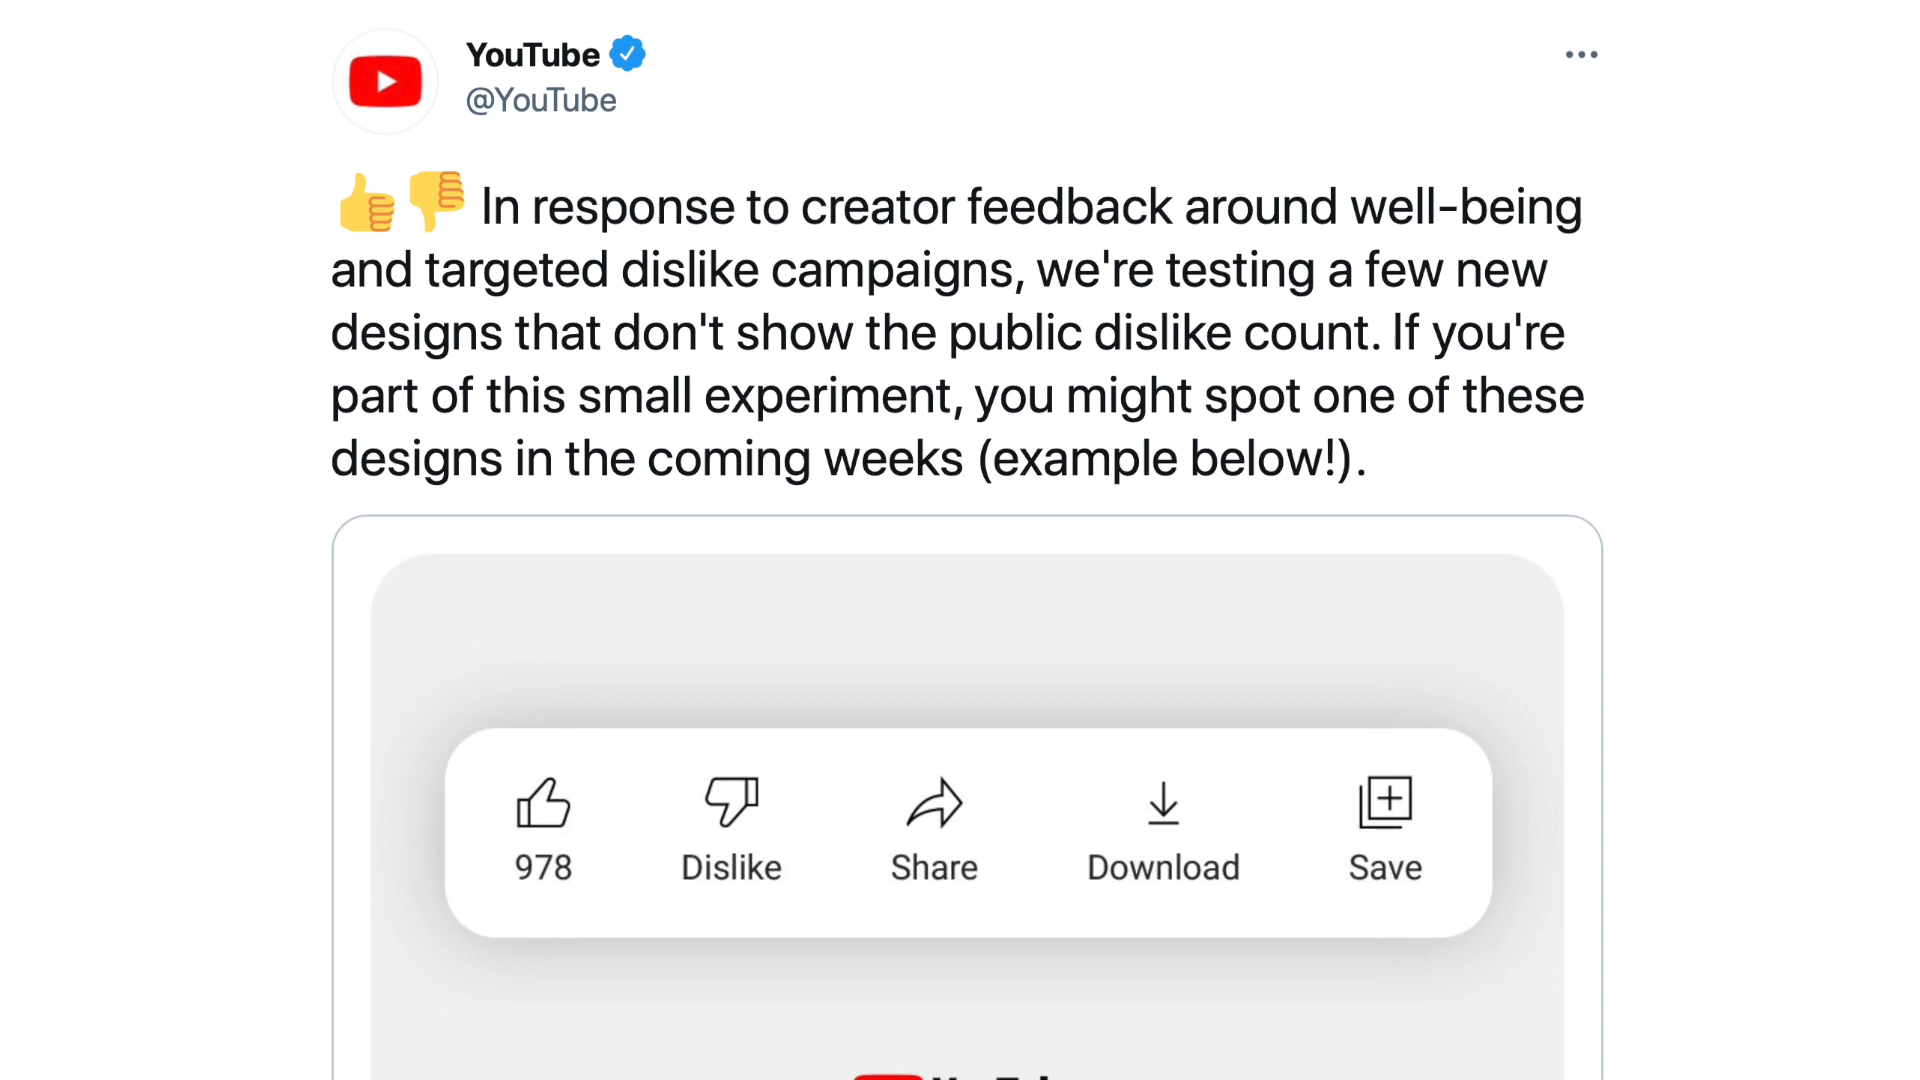 YouTube
@YouTube
👍👎 In response to creator feedback around well-being
and targeted dislike campaigns, we're testing a few new
designs that don't show the public dislike count. If you're
part of this small experiment, you might spot one of these
designs in the coming weeks (example below!).
978 Dislike Share Download Save